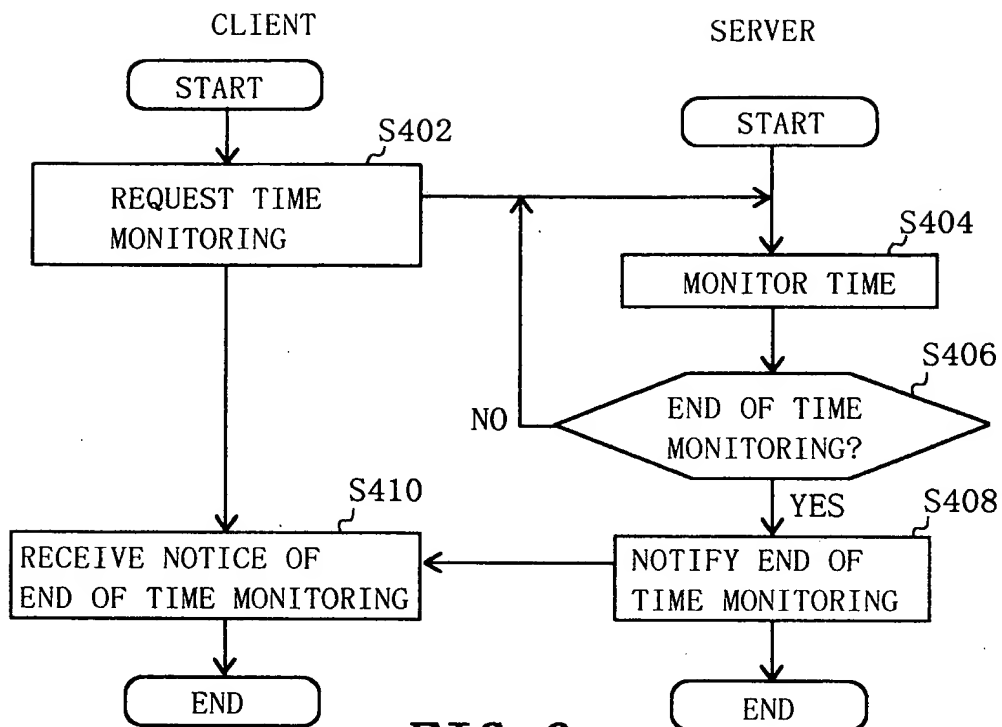 CLIENT
SERVER
START
START
S402
REQUEST TIME
MONITORING
S404
MONITOR TIME
S406
END OF TIME
MONITORING?
NO
YES
S410
RECEIVE NOTICE OF
END OF TIME MONITORING
S408
NOTIFY END OF
TIME MONITORING
END
END